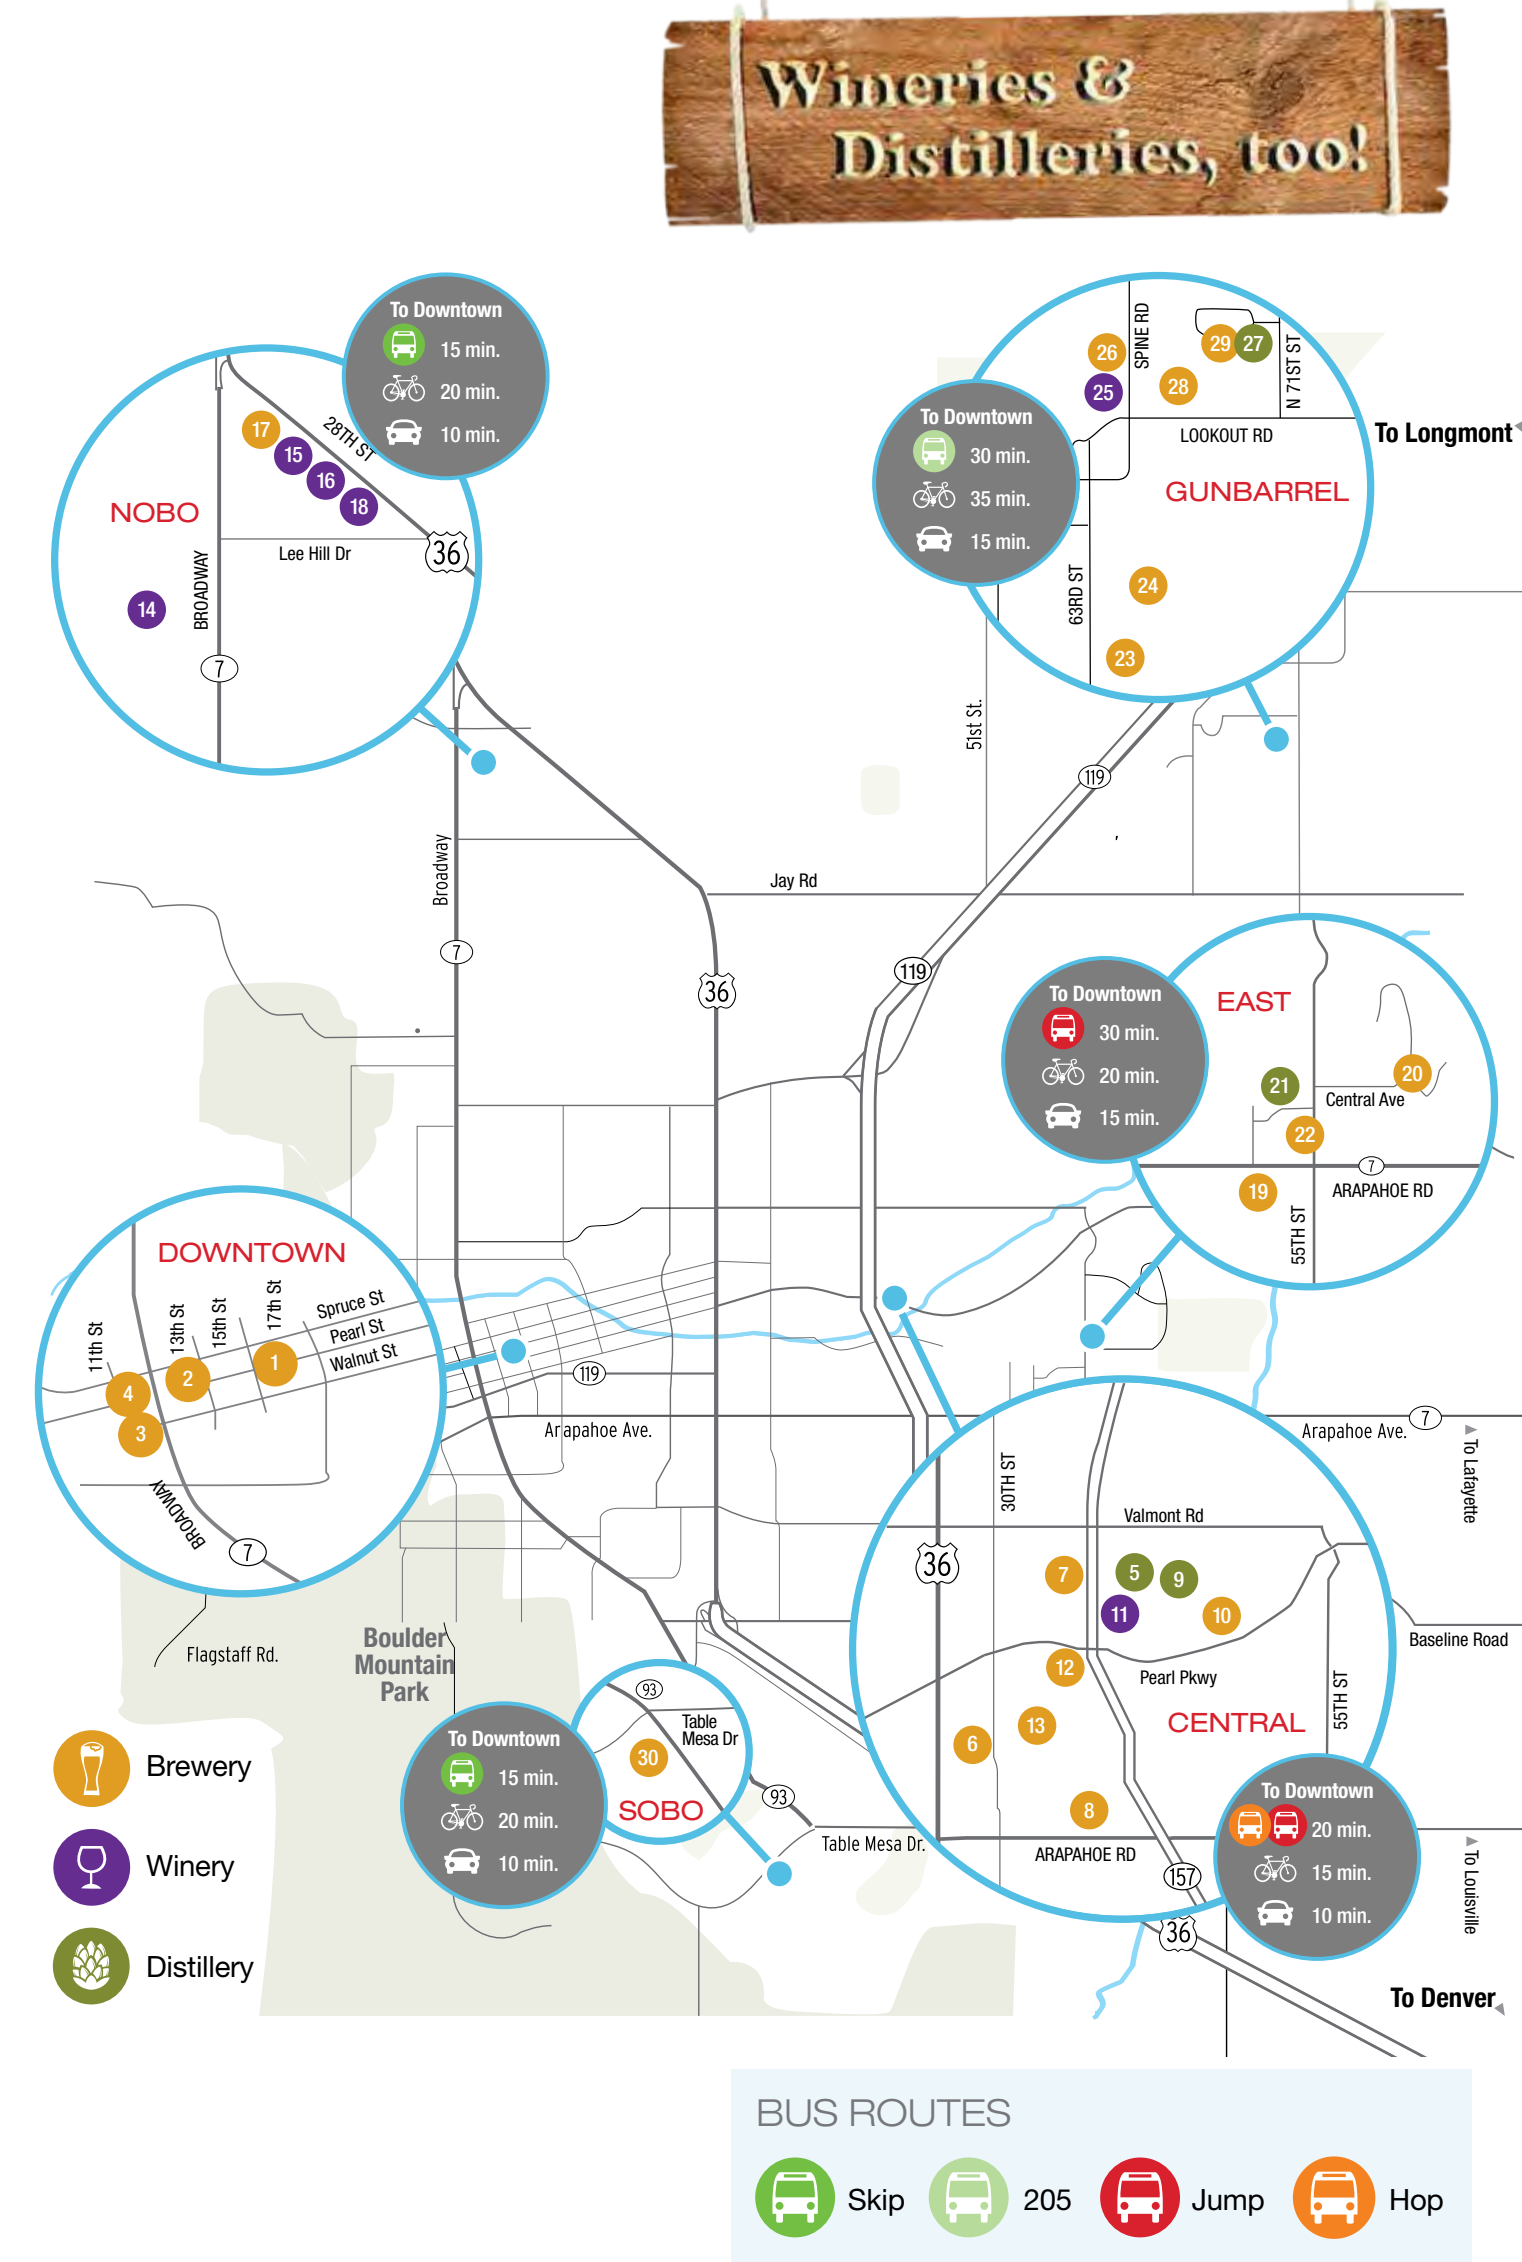 Wineries &
Distilleries, too!
To Downtown
15 min.
20 min.
10 min.
28TH ST
17
15
16
18
NOBO
36
Lee Hill Dr
BROADWAY
14
7
SPINE RD
N 71ST ST
26
29
27
25
28
LOOKOUT RD
To Longmont
To Downtown
30 min.
35 min.
15 min.
GUNBARREL
63RD ST
24
23
51st St.
119
Broadway
Jay Rd
7
119
36
To Downtown
30 min.
20 min.
15 min.
EAST
21
20
Central Ave
22
7
19
ARAPAHOE RD
55TH ST
DOWNTOWN
11th St
13th St
15th St
17th St
Spruce St
Pearl St
Walnut St
1
2
4
3
BROADWAY
7
119
Arapahoe Ave.
Arapahoe Ave.
7
To Lafayette
30TH ST
Valmont Rd
36
7
5
9
11
10
12
Pearl Pkwy
55TH ST
13
6
CENTRAL
8
ARAPAHOE RD
157
36
Baseline Road
Flagstaff Rd.
Boulder
Mountain
Park
93
Table
Mesa Dr
30
SOBO
93
Table Mesa Dr.
To Downtown
15 min.
20 min.
10 min.
To Downtown
20 min.
15 min.
10 min.
To Louisville
To Denver
Brewery
Winery
Distillery
BUS ROUTES
Skip
205
Jump
Hop